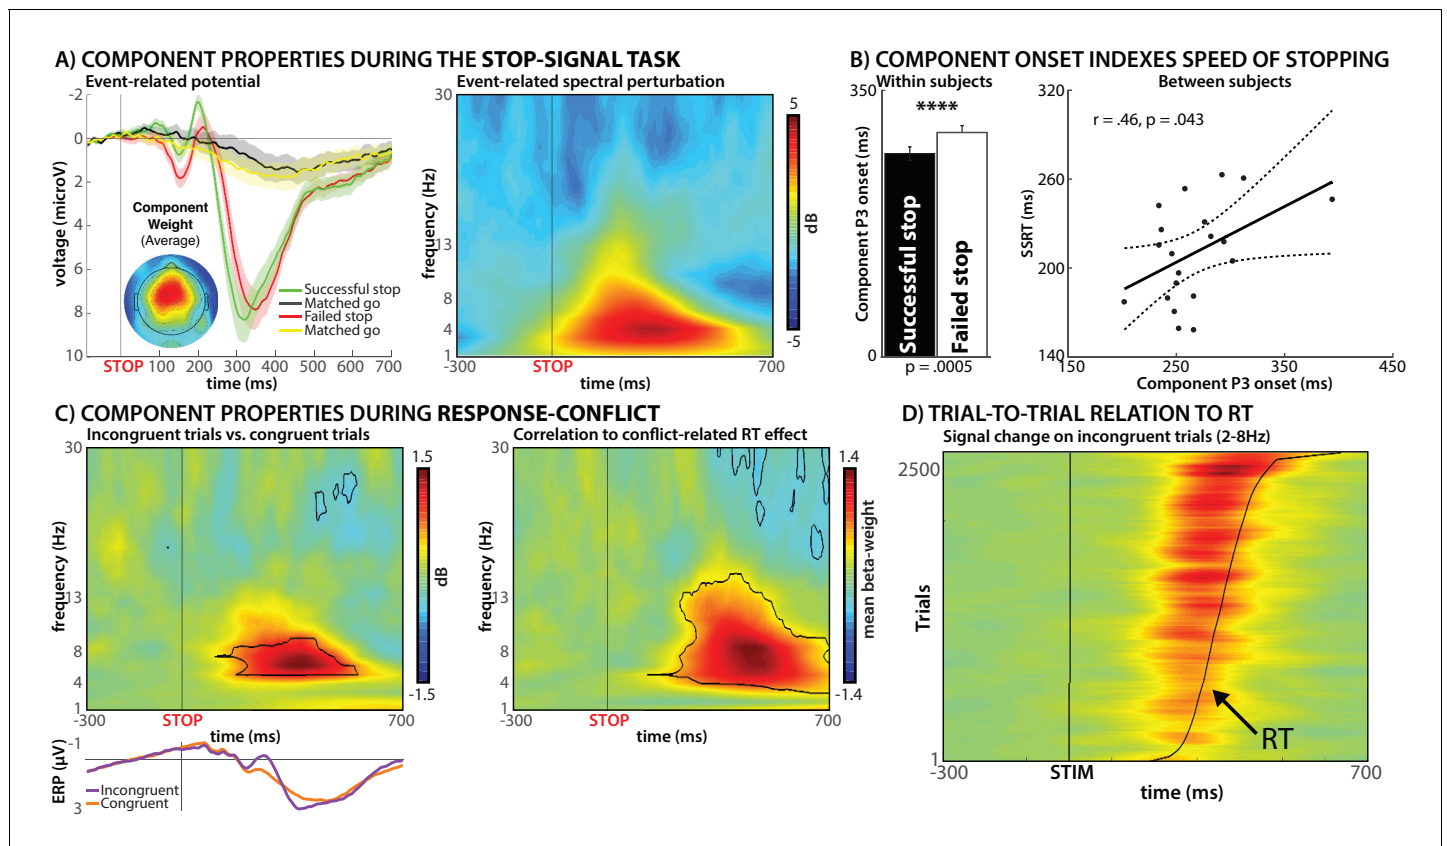 A) COMPONENT PROPERTIES DURING THE STOP-SIGNAL TASK
Event-related potential
-2
0
2
4
6
8
10
voltage (microV)
Component
Weight
(Average)
Successful stop
Matched go
Failed stop
Matched go
STOP 100 200 300 400 500 600 700
time (ms)
Event-related spectral perturbation
30
13
8
4
1
frequency (Hz)
-300
STOP
700
time (ms)
5
dB
-5
B) COMPONENT ONSET INDEXES SPEED OF STOPPING
Within subjects
350
0
Component P3 onset (ms)
****
Successful stop
Failed stop
p = .0005
Between subjects
320
260
200
140
SSRT (ms)
r = .46, p = .043
150
250
350
450
Component P3 onset (ms)
C) COMPONENT PROPERTIES DURING RESPONSE-CONFLICT
Incongruent trials vs. congruent trials
30
13
8
4
1
frequency (Hz)
-300
STOP
700
time (ms)
1.5
dB
-1.5
-1
3
ERP (μV)
Incongruent
Congruent
Correlation to conflict-related RT effect
30
13
8
4
1
frequency (Hz)
-300
STOP
700
time (ms)
1.4
mean beta-weight
-1.4
D) TRIAL-TO-TRIAL RELATION TO RT
Signal change on incongruent trials (2-8Hz)
2500
1
Trials
RT
-300
STIM
700
time (ms)